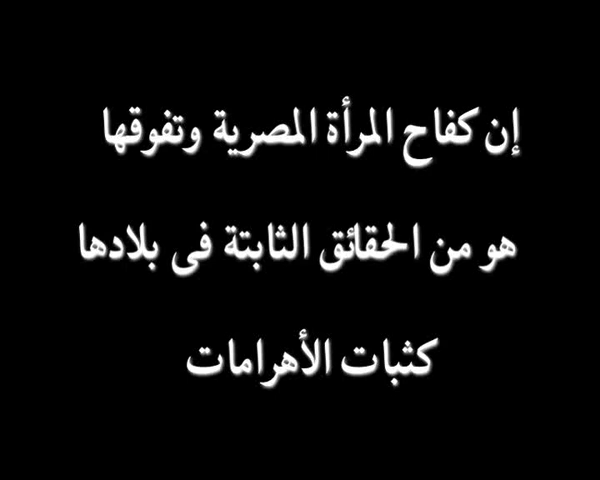 إن كفاح المرأة المصرية وتفوقها
هو من الحقائق الثابتة فى بلادها
كثبات الأهرامات